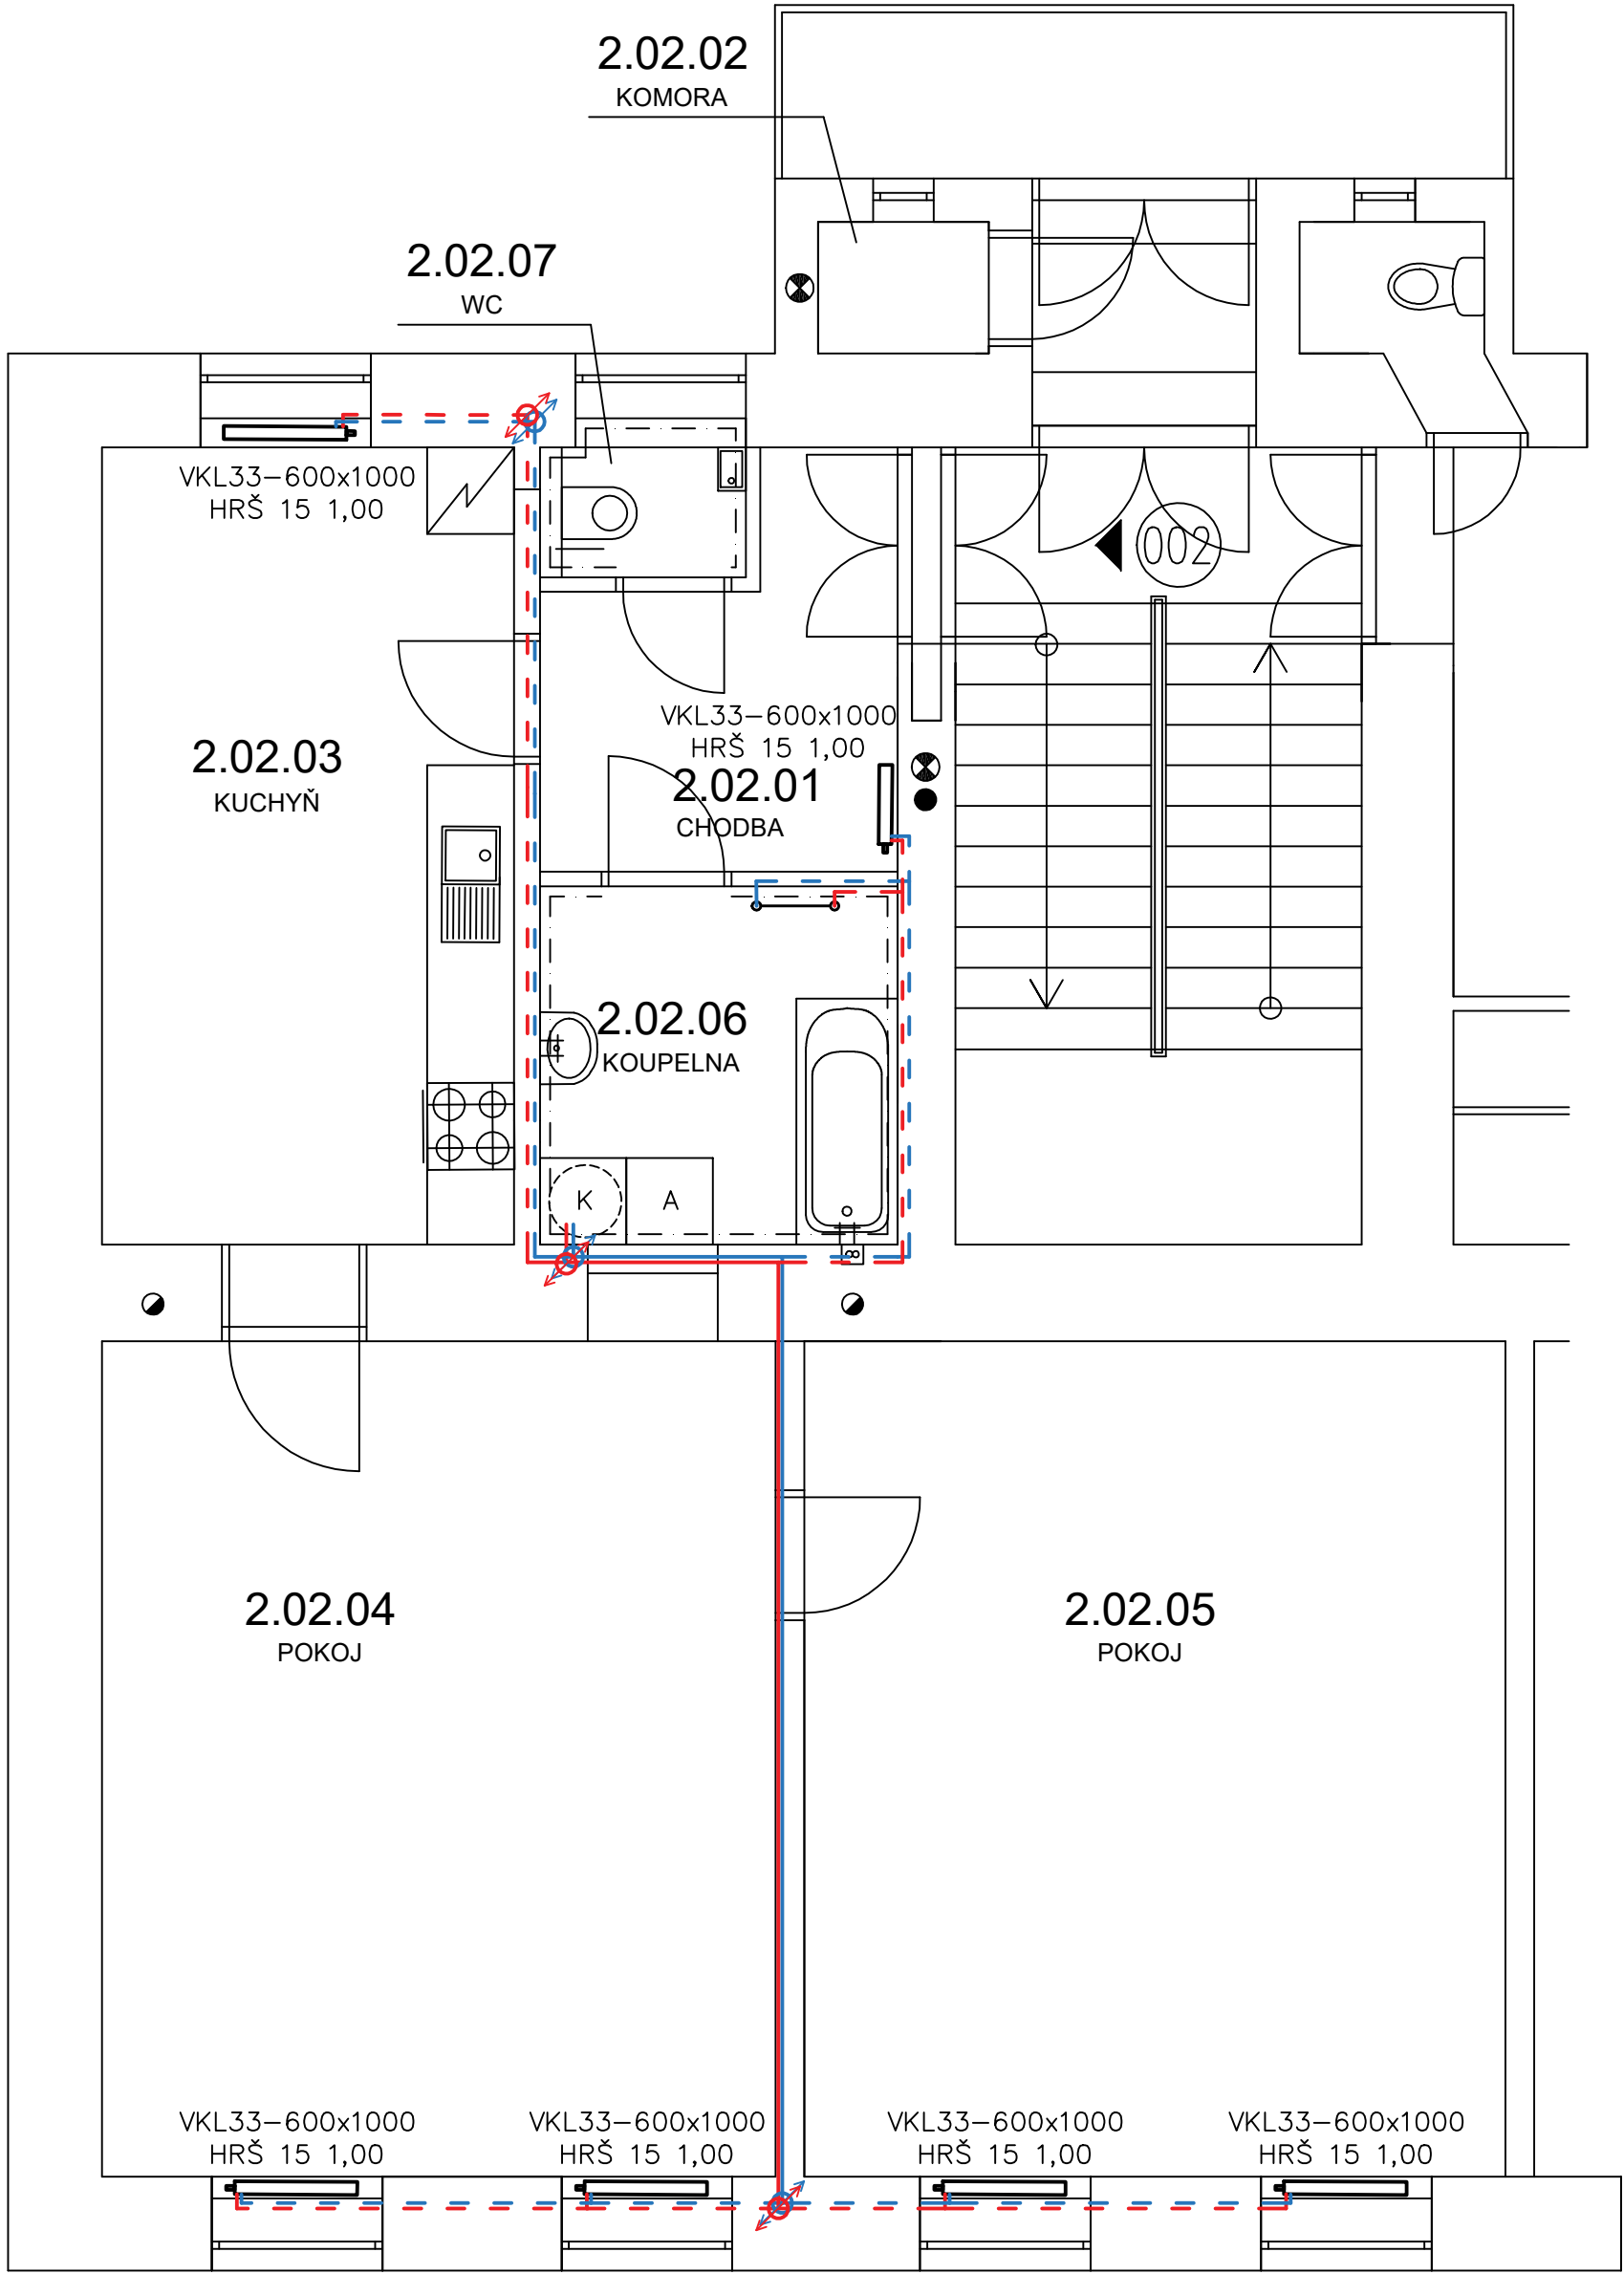 2.02.02
KOMORA
2.02.07
WC
VKL33-600x1000
HRŠ 15 1,00
002
VKL33-600x1000
HRŠ 15 1,00
2.02.01
CHODBA
2.02.03
KUCHYŇ
2.02.06
KOUPELNA
K
A
2.02.04
POKOJ
2.02.05
POKOJ
VKL33-600x1000
HRŠ 15 1,00
VKL33-600x1000
HRŠ 15 1,00
VKL33-600x1000
HRŠ 15 1,00
VKL33-600x1000
HRŠ 15 1,00